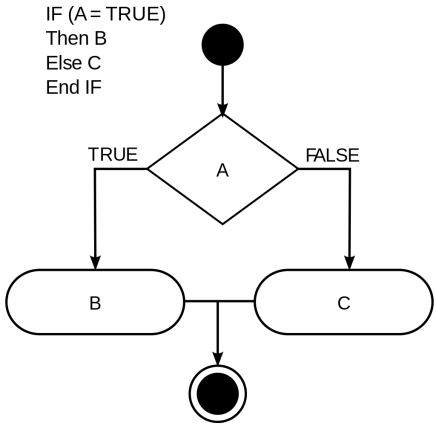 IF (A = TRUE)
Then B
Else C
End IF
TRUE
FALSE
A
B
C